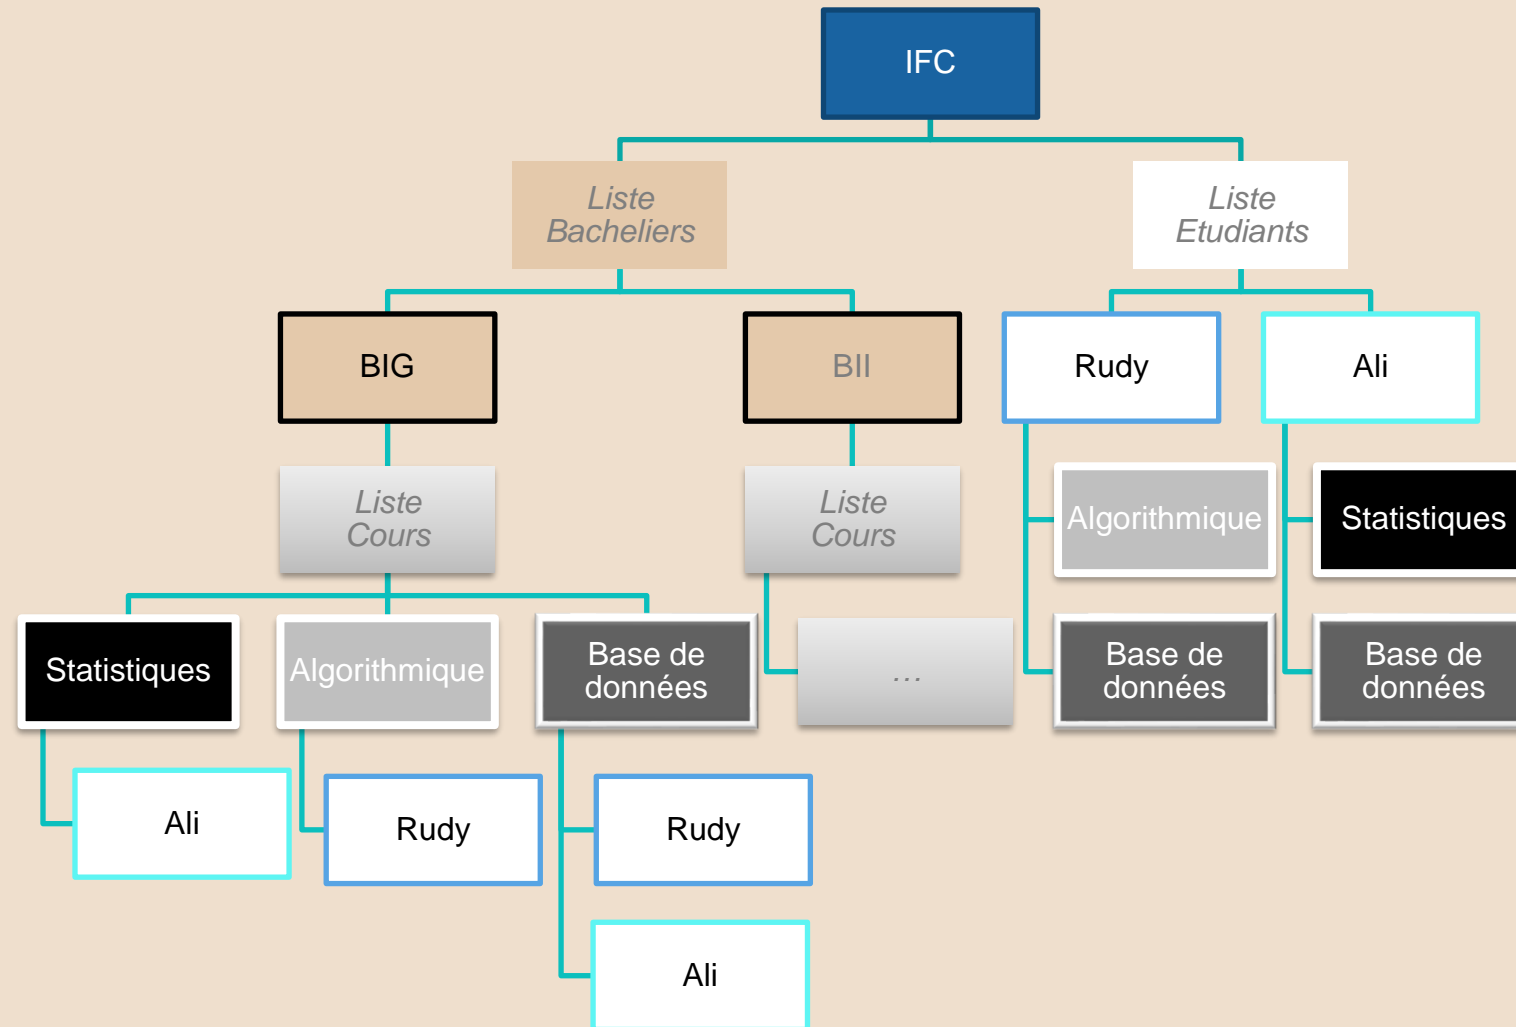 IFC
Liste
Bacheliers
Liste
Etudiants
BIG
BII
Rudy
Ali
Liste
Cours
Liste
Cours
Algorithmique
Statistiques
Statistiques
Algorithmique
Base de
données
...
Base de
données
Base de
données
Ali
Rudy
Rudy
Ali